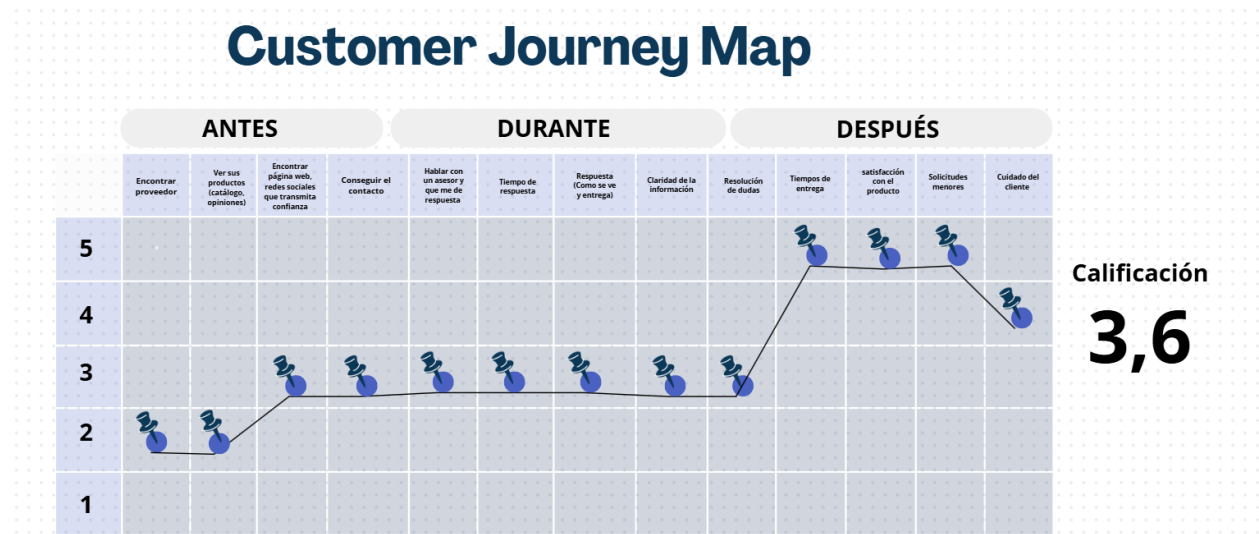 Customer Journey Map
ANTES
DURANTE
DESPUÉS
Encontrar
proveedor
Ver sus
productos
(catálogo,
opiniones)
Encontrar
página web,
redes sociales
que transmita
confianza
Conseguir el
contacto
Hablar con
un asesor y
que me de
respuesta
Tiempo de
respuesta
Respuesta
(Como se ve
y entrega)
Claridad de la
información
Resolución
de dudas
Tiempos de
entrega
satisfacción
con el
producto
Solicitudes
menores
Cuidado del
cliente
5
4
3
2
1
Calificación
3,6